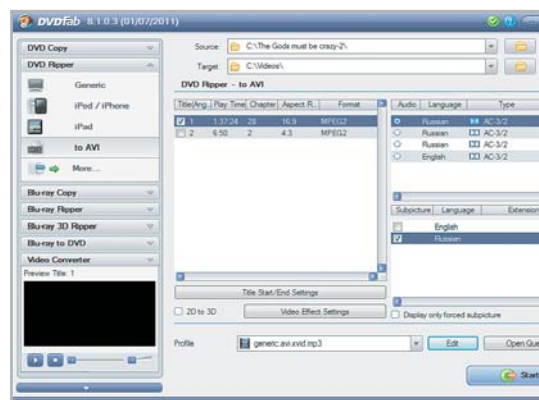 DVDFab 8.1.0.3 (01/07/2011)
DVD Copy
DVD Ripper
Generic
iPod / iPhone
iPad
to AVI
More...
Blu-ray Copy
Blu-ray Ripper
Blu-ray 3D Ripper
Blu-ray to DVD
Video Converter
Preview Title: 1
Source: C:\The Gods must be crazy-2\
Target: C:\Videos\
DVD Ripper - to AVI
Title(Ang.. Play Time Chapter Aspect R... Format
1 1:37:24 28 16:9 MPEG2
2 6:50 2 4:3 MPEG2
Title Start/End Settings
2D to 3D
Video Effect Settings
Audio Language Type
Russian AC-3/2
Russian AC-3/2
English AC-3/2
Subpicture Language Extension
English
Russian
Display only forced subpicture
Profile generic.avi.xvid.mp3
Edit
Open Que
Start